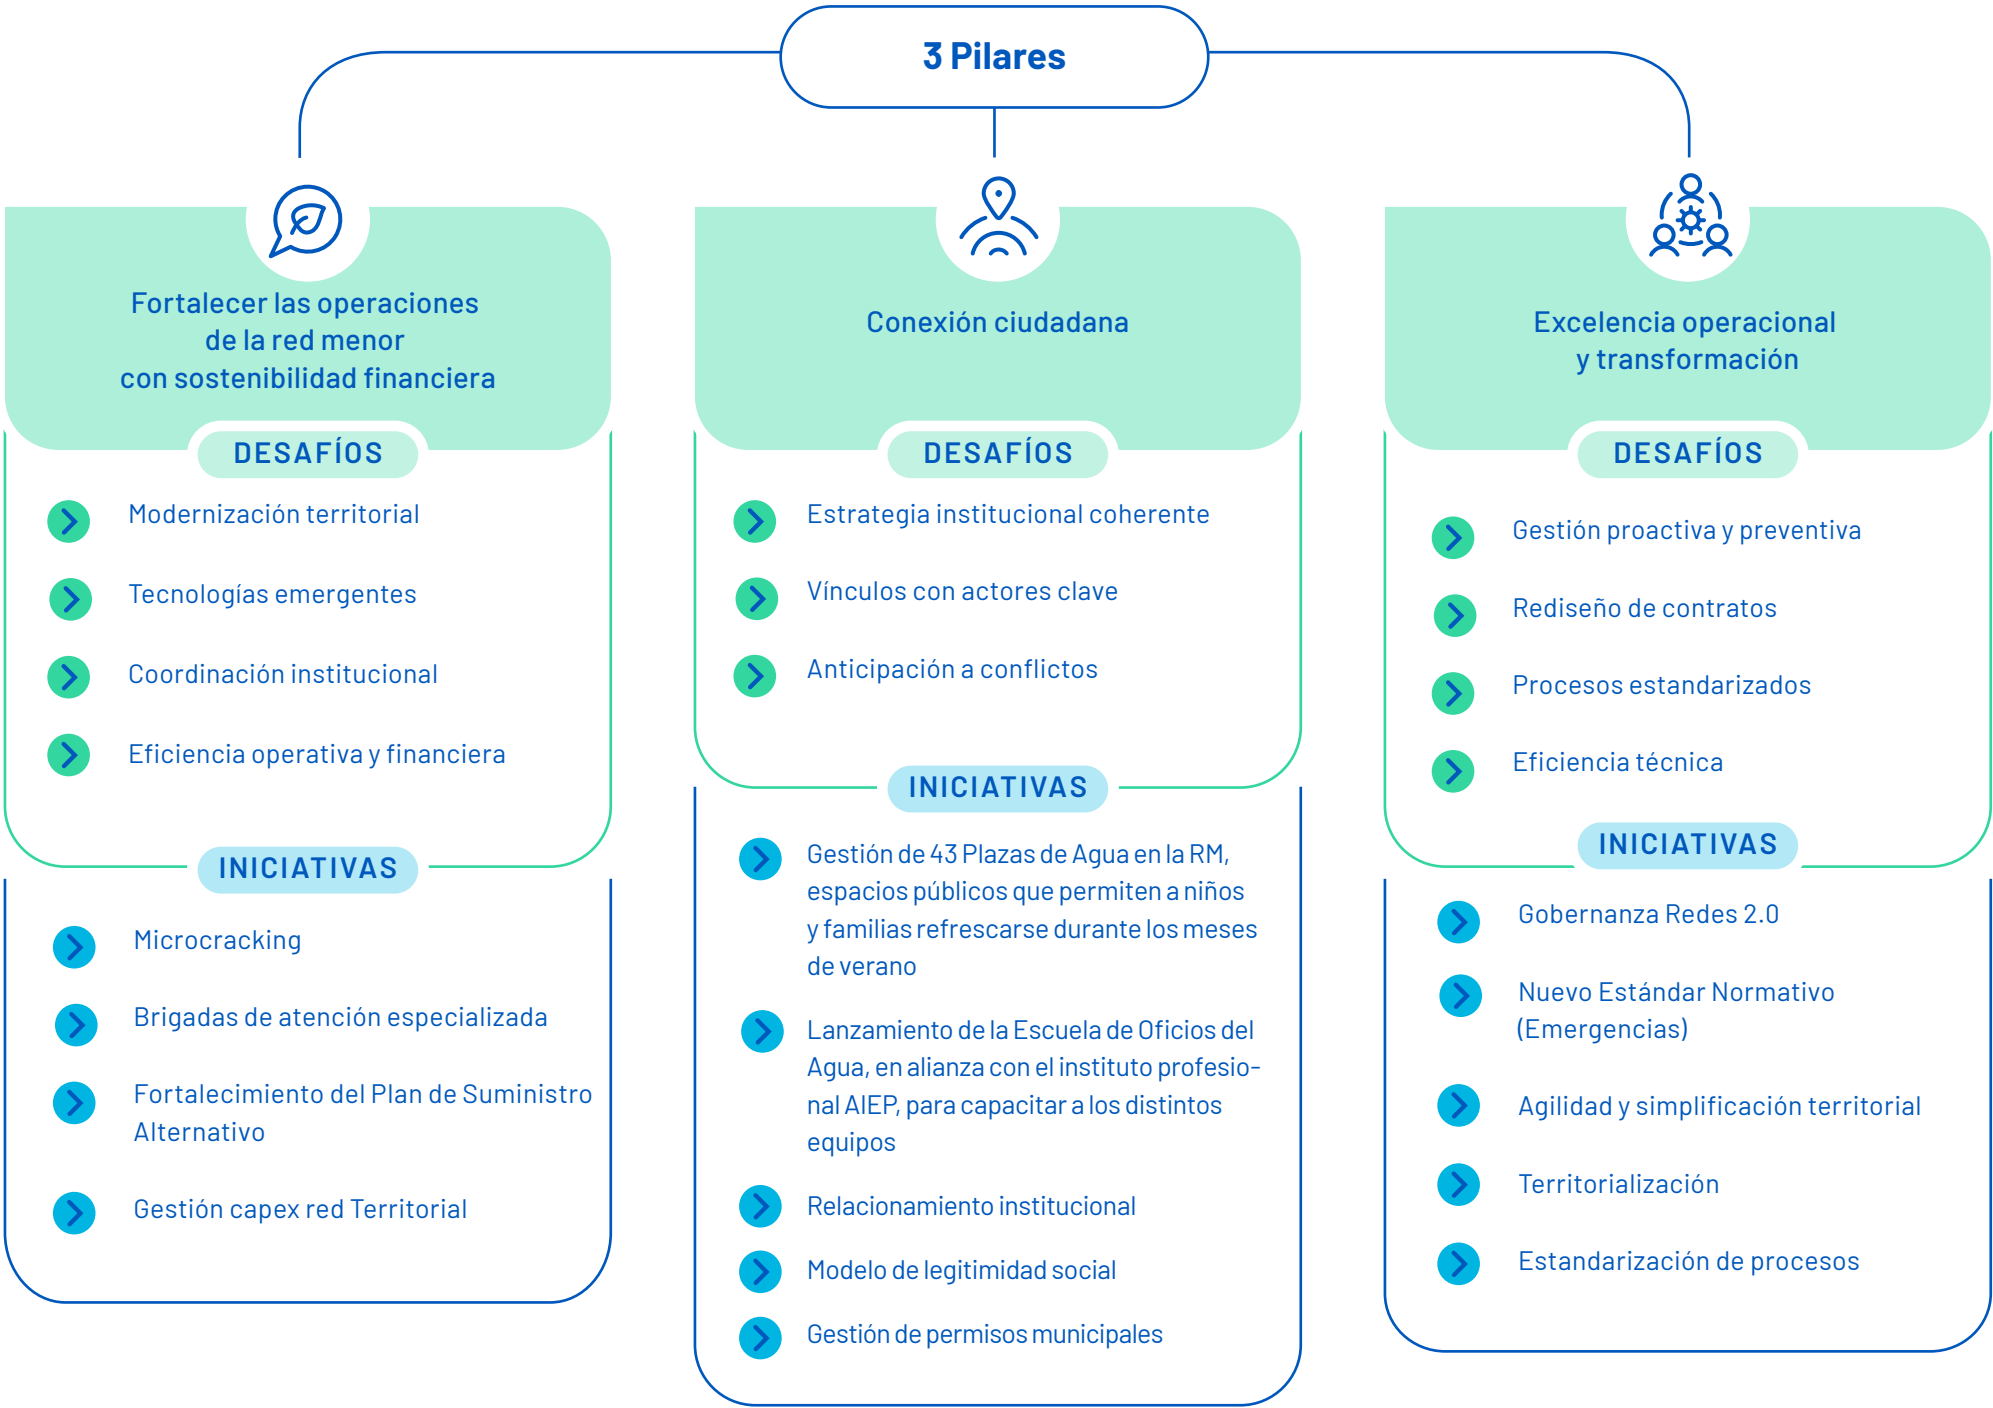 3 Pilares
Fortalecer las operaciones
de la red menor
con sostenibilidad financiera
DESAFÍOS
Modernización territorial
Tecnologías emergentes
Coordinación institucional
Eficiencia operativa y financiera
INICIATIVAS
Microcracking
Brigadas de atención especializada
Fortalecimiento del Plan de Suministro
Alternativo
Gestión capex red Territorial
Conexión ciudadana
DESAFÍOS
Estrategia institucional coherente
Vínculos con actores clave
Anticipación a conflictos
INICIATIVAS
Gestión de 43 Plazas de Agua en la RM,
espacios públicos que permiten a niños
y familias refrescarse durante los meses
de verano
Lanzamiento de la Escuela de Oficios del
Agua, en alianza con el instituto profesio-
nal AIEP, para capacitar a los distintos
equipos
Relacionamiento institucional
Modelo de legitimidad social
Gestión de permisos municipales
Excelencia operacional
y transformación
DESAFÍOS
Gestión proactiva y preventiva
Rediseño de contratos
Procesos estandarizados
Eficiencia técnica
INICIATIVAS
Gobernanza Redes 2.0
Nuevo Estándar Normativo
(Emergencias)
Agilidad y simplificación territorial
Territorialización
Estandarización de procesos